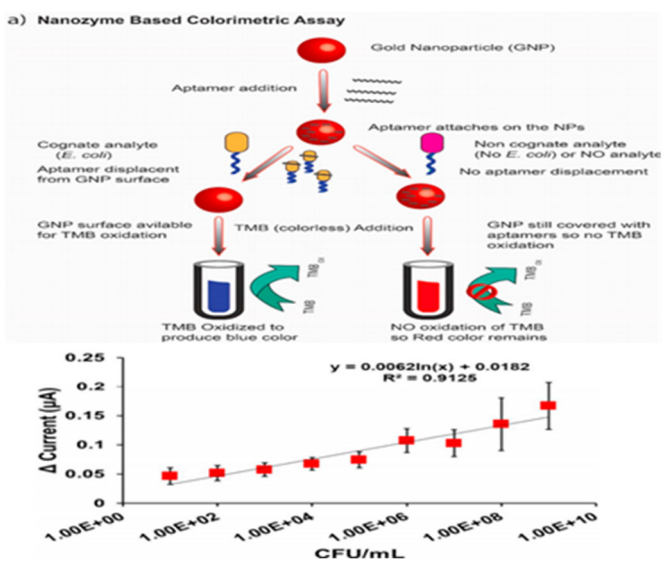 a) Nanozyme Based Colorimetric Assay
Gold Nanoparticle (GNP)
Aptamer addition
Aptamer attaches on the NPs
Cognate analyte
(E. coli)
Aptamer displacent
from GNP surface
Non cognate analyte
(No E. coli) or NO analyte
No aptamer displacement
GNP surface avilable
for TMB oxidation
TMB (colorless) Addition
GNP still covered with
aptamers so no TMB
oxidation
TMB OX
TMB
TMB OX
TMB
TMB Oxidized to
produce blue color
NO oxidation of TMB
so Red color remains
y = 0.0062ln(x) + 0.0182
R² = 0.9125
Δ Current (µA)
0.25
0.2
0.15
0.1
0.05
0
1.00E+00
1.00E+02
1.00E+04
1.00E+06
1.00E+08
1.00E+10
CFU/mL